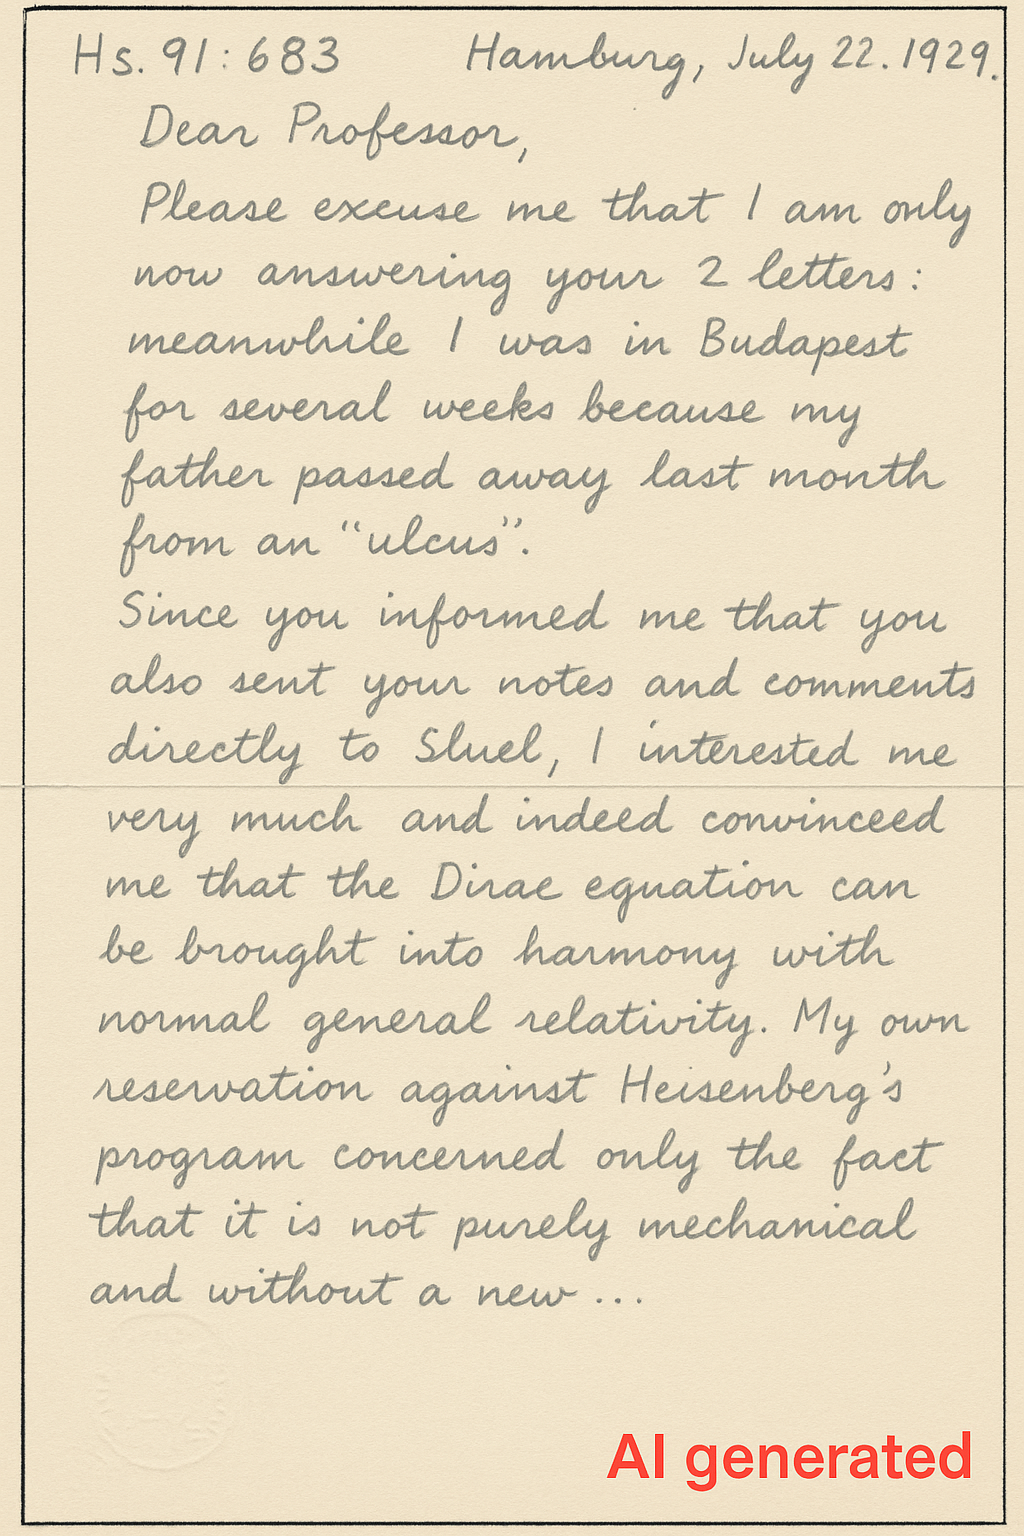 Hs. 91:683 Hamburg, July 22. 1929.
Dear Professor,
Please excuse me that I am only
now answering your 2 letters:
meanwhile I was in Budapest
for several weeks because my
father passed away last month
from an “ulcus”.
Since you informed me that you
also sent your notes and comments
directly to Sluel, I interested me
very much and indeed convinceed
me that the Dirae equation can
be brought into harmony with
normal general relativity. My own
reservation against Heisenberg's
program concerned only the fact
that it is not purely mechanical
and without a new ...
AI generated